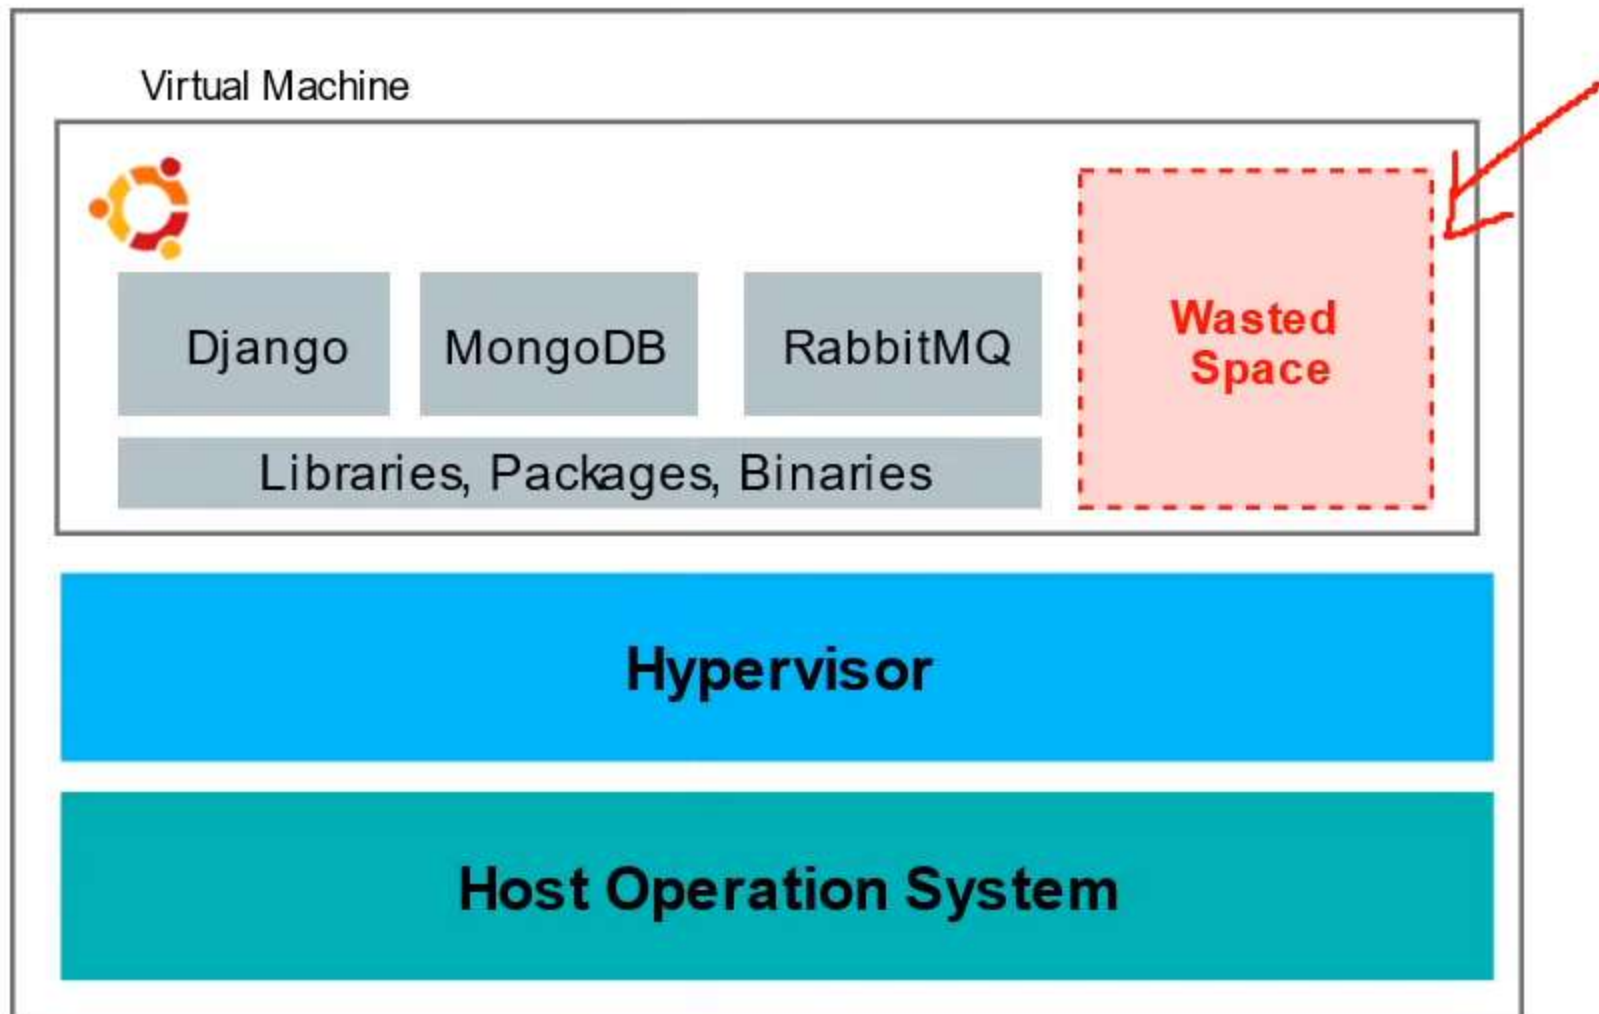 Virtual Machine
Django
MongoDB
RabbitMQ
Wasted
Space
Libraries, Packages, Binaries
Hypervisor
Host Operation System